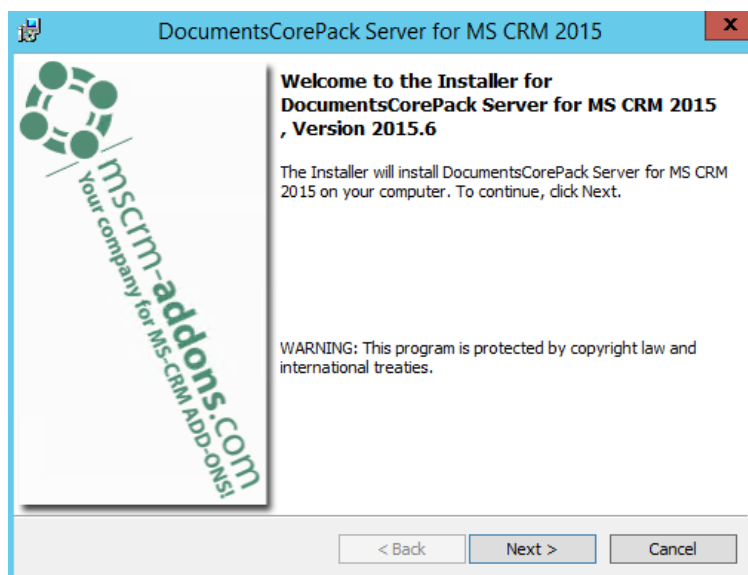 DocumentsCorePack Server for MS CRM 2015
x
Welcome to the Installer for
DocumentsCorePack Server for MS CRM 2015
, Version 2015.6
The Installer will install DocumentsCorePack Server for MS CRM
2015 on your computer. To continue, click Next.
mscrm-addons.com
Your company for MS-CRM ADD-ONS!
WARNING: This program is protected by copyright law and
international treaties.
< Back
Next >
Cancel